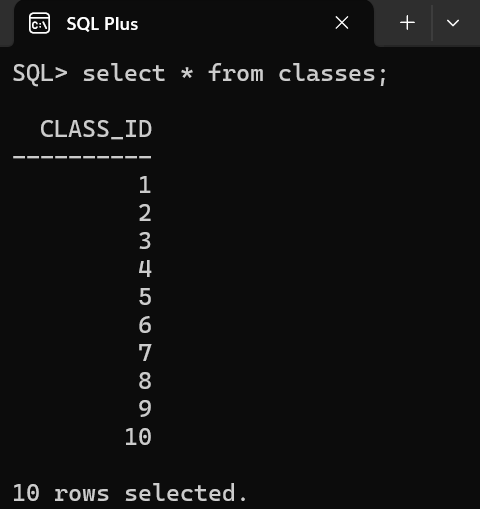 SQL Plus
SQL> select * from classes;
CLASS_ID
----------
1
2
3
4
5
6
7
8
9
10
10 rows selected.